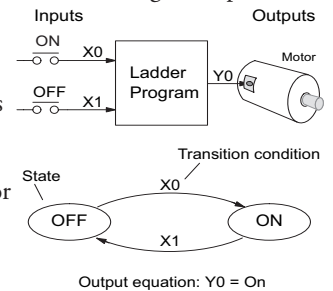 Inputs
Outputs
ON
X0
Ladder
Program
Y0
Motor
OFF
X1
s
Transition condition
State
X0
or
OFF
ON
X1
Output equation: Y0 = On